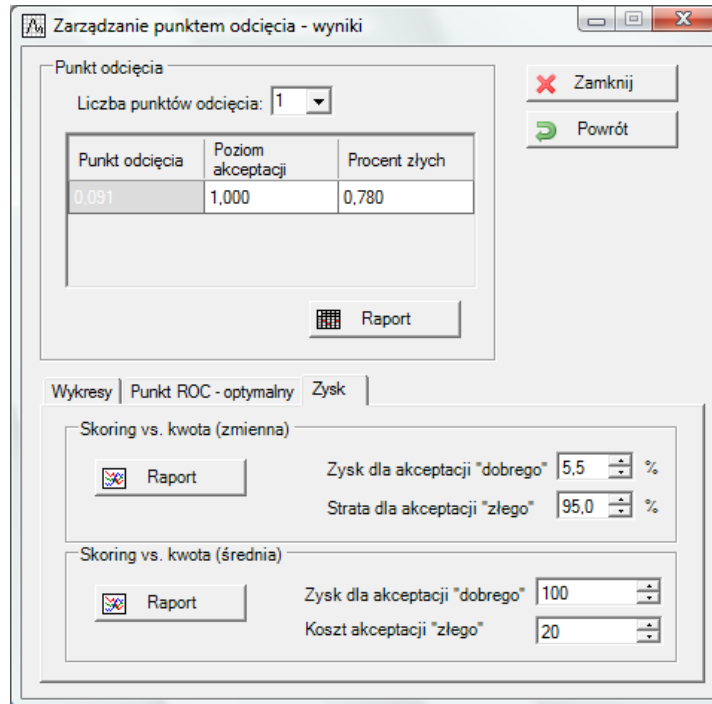 Zarządzanie punktem odcięcia - wyniki
Punkt odcięcia
Liczba punktów odcięcia: 1
Zamknij
Powrót
Punkt odcięcia Poziom akceptacji Procent złych
0,091 1,000 0,780
Raport
Wykresy Punkt ROC - optymalny Zysk
Skoring vs. kwota (zmienna)
Raport
Zysk dla akceptacji "dobrego" 5,5 %
Strata dla akceptacji "złego" 95,0 %
Skoring vs. kwota (średnia)
Raport
Zysk dla akceptacji "dobrego" 100
Koszt akceptacji "złego" 20